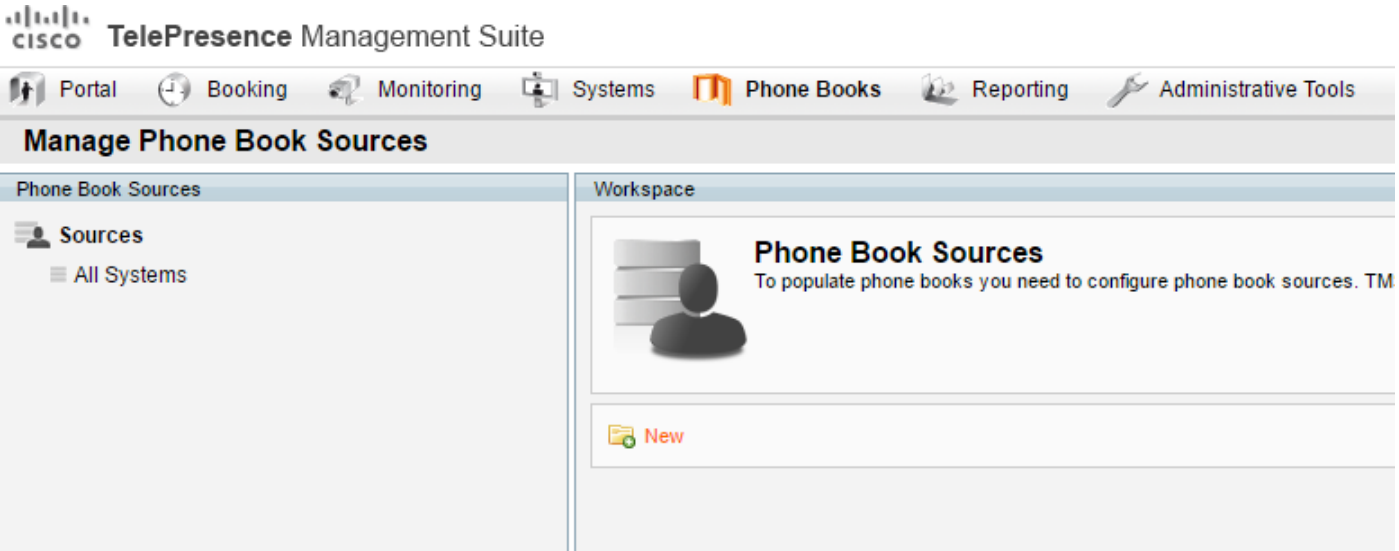 CISCO TelePresence Management Suite
Portal Booking Monitoring Systems Phone Books Reporting Administrative Tools
Manage Phone Book Sources
Phone Book Sources
Sources
All Systems
Workspace
Phone Book Sources
To populate phone books you need to configure phone book sources. TM
New